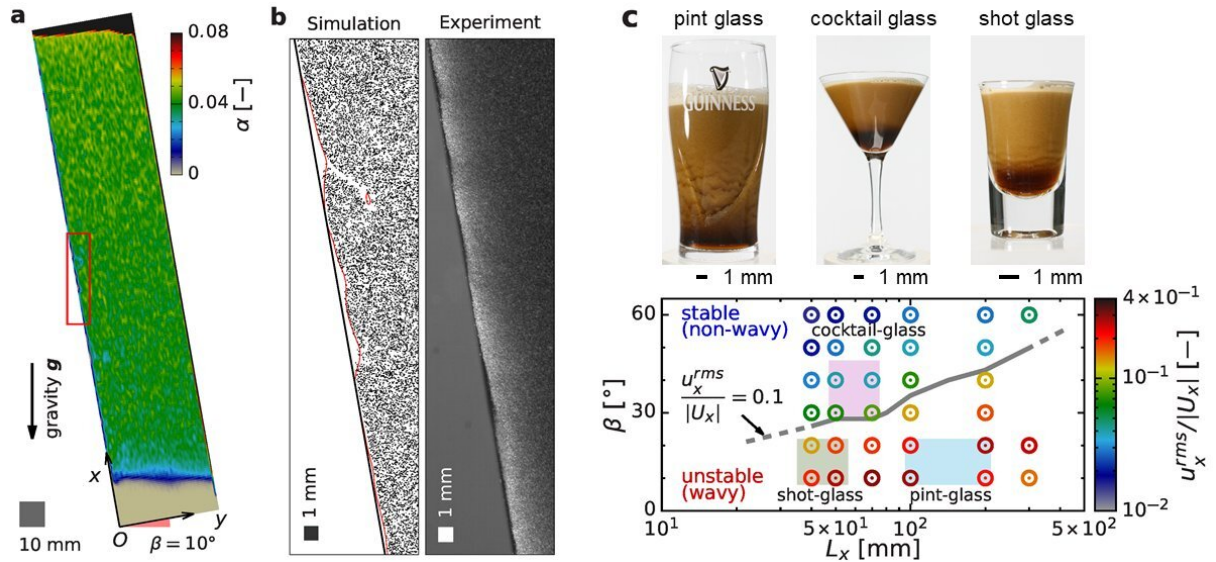 a
0.08
0.04
0
α [–]
gravity g
x
10 mm
O
β = 10°
y
b
Simulation
Experiment
1 mm
1 mm
c
pint glass
cocktail glass
shot glass
GUINNESS
1 mm
1 mm
1 mm
60
30
0
β [°]
stable
(non-wavy)
cocktail-glass
u_x^{rms}/|U_x| = 0.1
unstable
(wavy)
shot-glass
pint-glass
10^1
5×10^1
10^2
5×10^2
L_x [mm]
4×10^{-1}
10^{-1}
10^{-2}
u_x^{rms}/|U_x| [–]